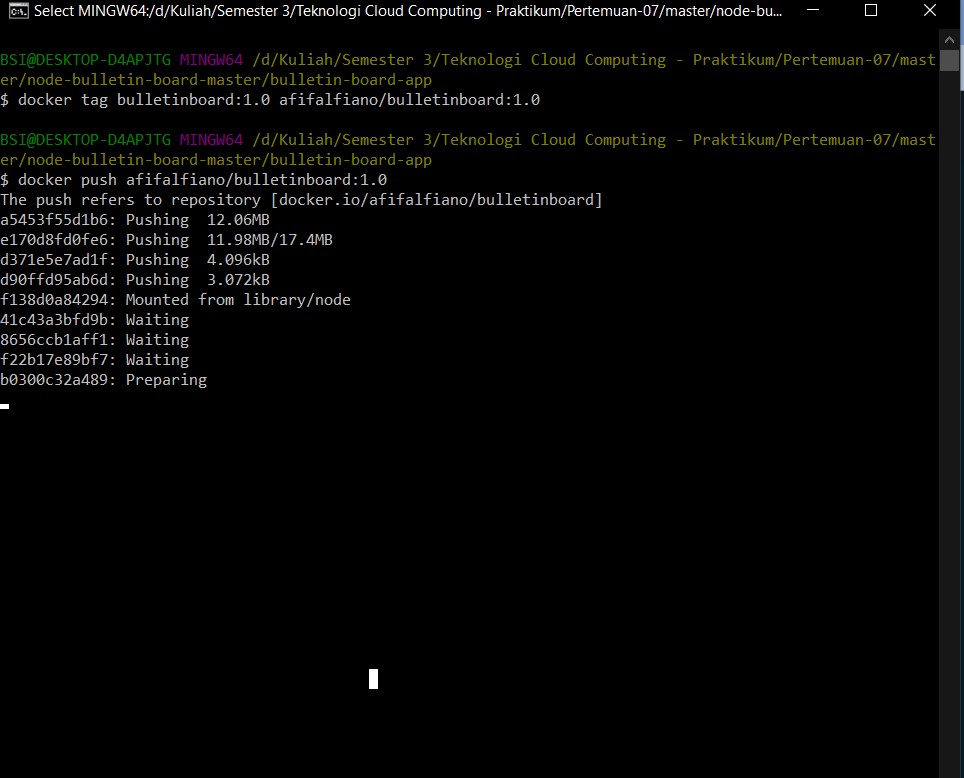 Select MINGW64:/d/Kuliah/Semester 3/Teknologi Cloud Computing - Praktikum/Pertemuan-07/master/node-bu...
BSI@DESKTOP-D4APJTG MINGW64 /d/Kuliah/Semester 3/Teknologi Cloud Computing - Praktikum/Pertemuan-07/mast
er/node-bulletin-board-master/bulletin-board-app
$ docker tag bulletinboard:1.0 afifalfiano/bulletinboard:1.0
BSI@DESKTOP-D4APJTG MINGW64 /d/Kuliah/Semester 3/Teknologi Cloud Computing - Praktikum/Pertemuan-07/mast
er/node-bulletin-board-master/bulletin-board-app
$ docker push afifalfiano/bulletinboard:1.0
The push refers to repository [docker.io/afifalfiano/bulletinboard]
a5453f55d1b6: Pushing  12.06MB
e170d8fd0fe6: Pushing  11.98MB/17.4MB
d371e5e7ad1f: Pushing  4.096kB
d90ffd95ab6d: Pushing  3.072kB
f138d0a84294: Mounted from library/node
41c43a3bfd9b: Waiting
8656ccb1aff1: Waiting
f22b17e89bf7: Waiting
b0300c32a489: Preparing